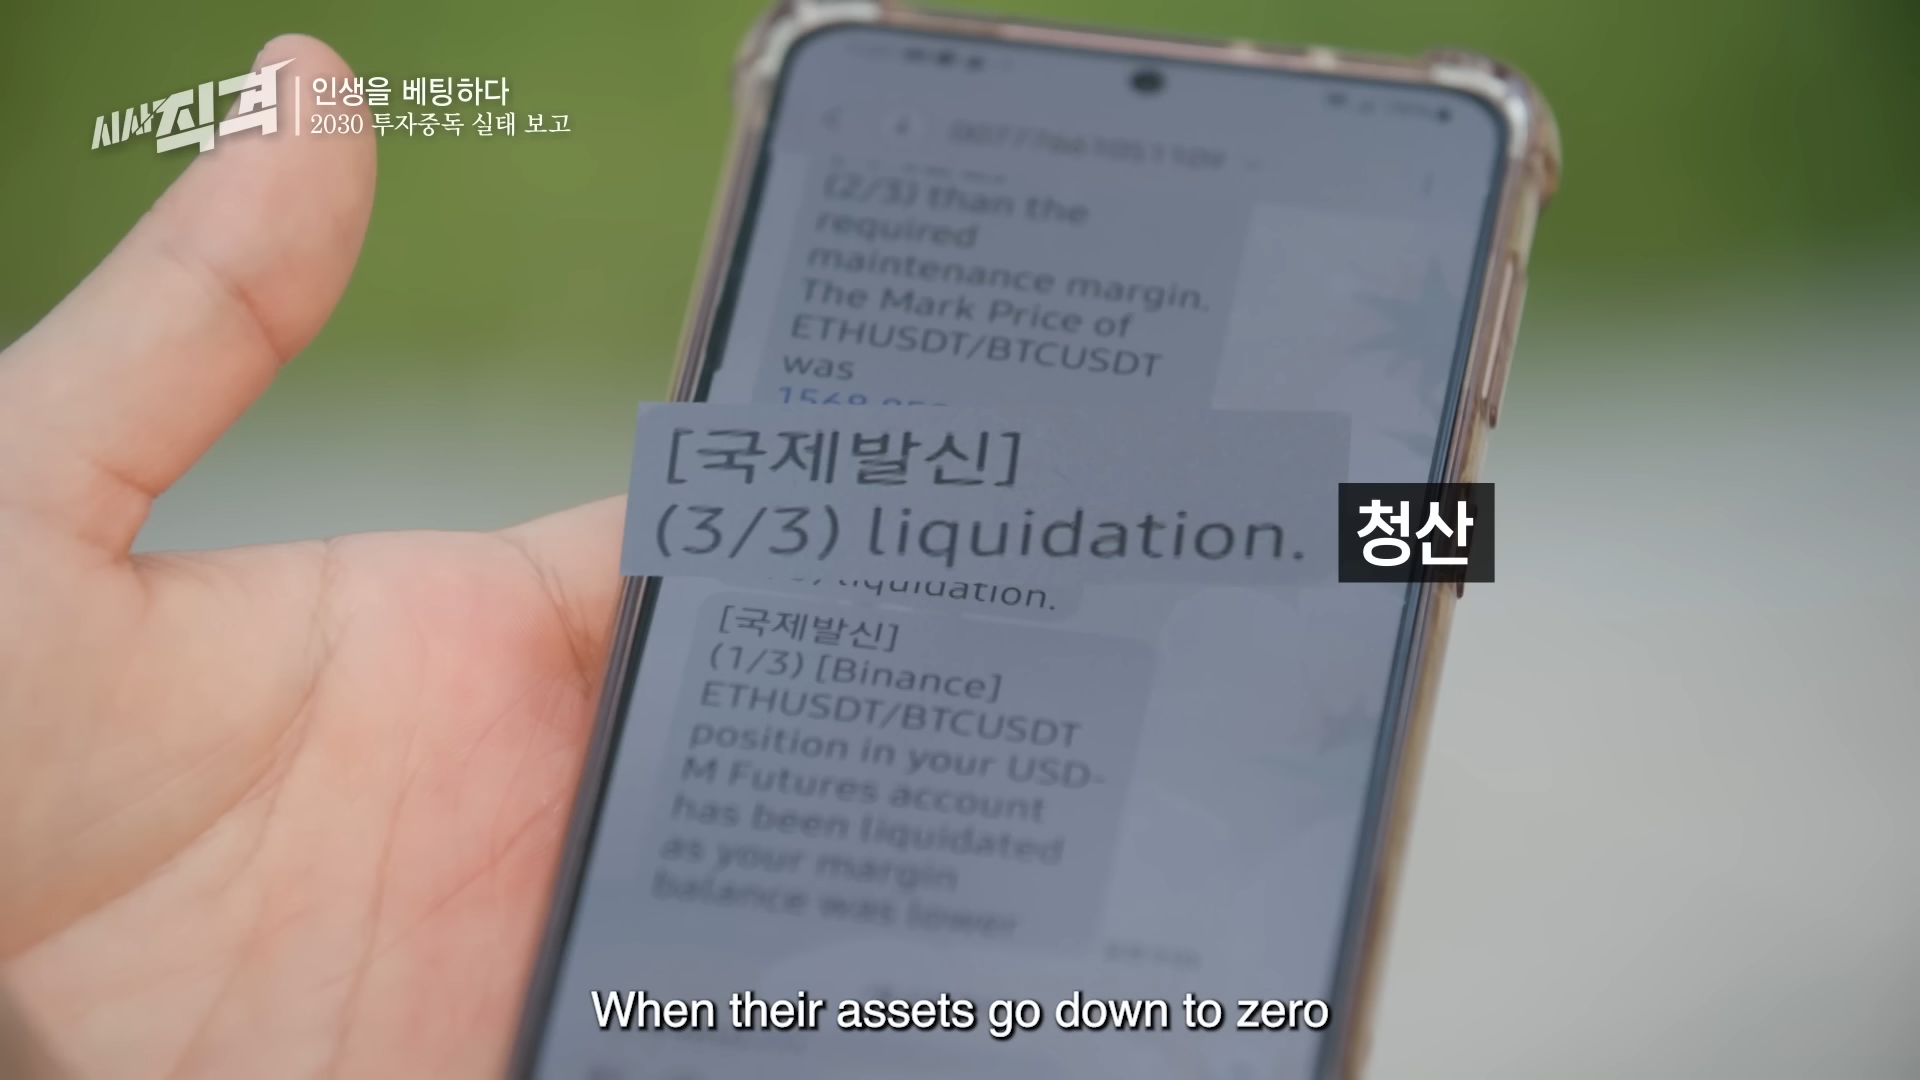 시사직격
인생을 베팅하다
2030 투자중독 실태 보고
(2/3) than the
required
maintenance margin.
The Mark Price of
ETHUSDT/BTCUSDT
was
[국제발신]
(3/3) liquidation.
청산
liquidation.
[국제발신]
(1/3) [Binance]
ETHUSDT/BTCUSDT
position in your USD-
M Futures account
has been liquidated
as your margin
balance was lower
When their assets go down to zero